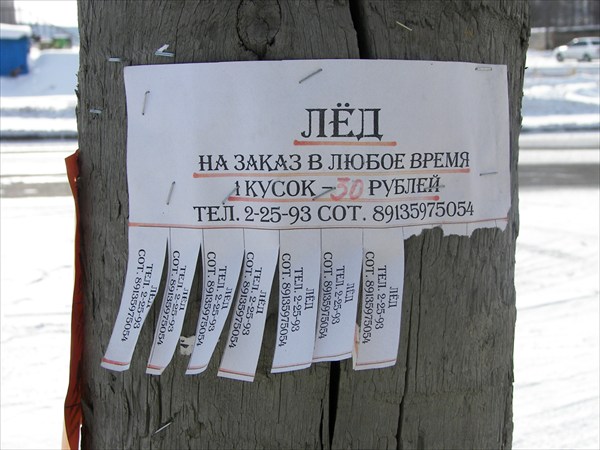 ЛЁД
НА ЗАКАЗ В ЛЮБОЕ ВРЕМЯ
1 КУСОК – 30 РУБЛЕЙ
ТЕЛ. 2-25-93 СОТ. 89135975054
ЛЁД
ТЕЛ. 2-25-93
СОТ. 89135975054
ЛЁД
ТЕЛ. 2-25-93
СОТ. 89135975054
ЛЁД
ТЕЛ. 2-25-93
СОТ. 89135975054
ЛЁД
ТЕЛ. 2-25-93
СОТ. 89135975054
ЛЁД
ТЕЛ. 2-25-93
СОТ. 89135975054
ЛЁД
ТЕЛ. 2-25-93
СОТ. 89135975054
ЛЁД
ТЕЛ. 2-25-93
СОТ. 89135975054